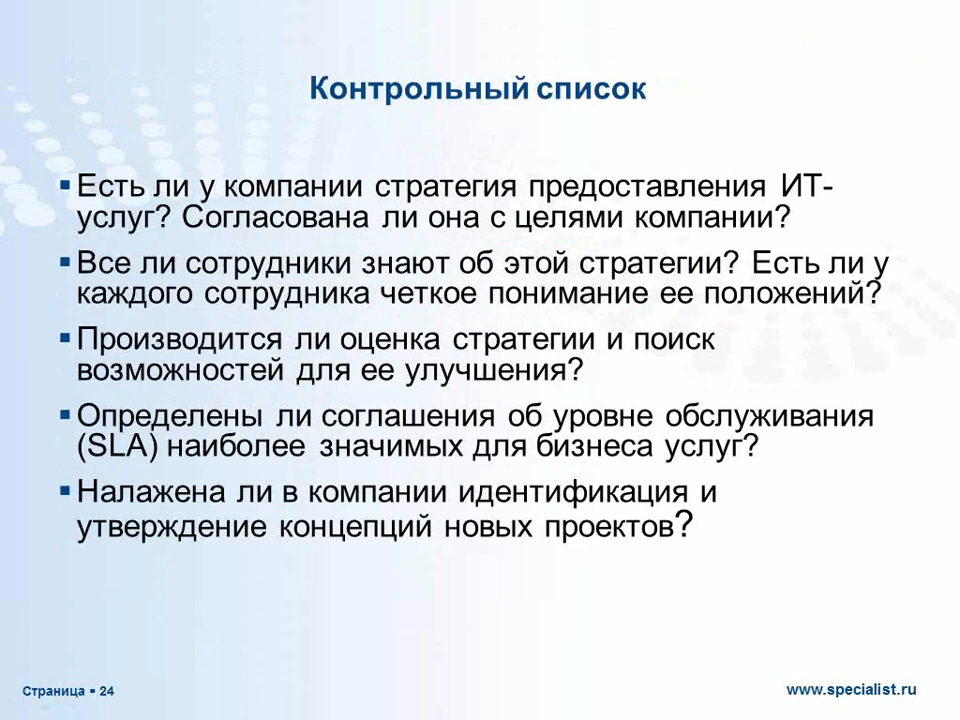 Контрольный список
▪ Есть ли у компании стратегия предоставления ИТ-
услуг? Согласована ли она с целями компании?
▪ Все ли сотрудники знают об этой стратегии? Есть ли у
каждого сотрудника четкое понимание ее положений?
▪ Производится ли оценка стратегии и поиск
возможностей для ее улучшения?
▪ Определены ли соглашения об уровне обслуживания
(SLA) наиболее значимых для бизнеса услуг?
▪ Налажена ли в компании идентификация и
утверждение концепций новых проектов?
Страница ▪ 24
www.specialist.ru